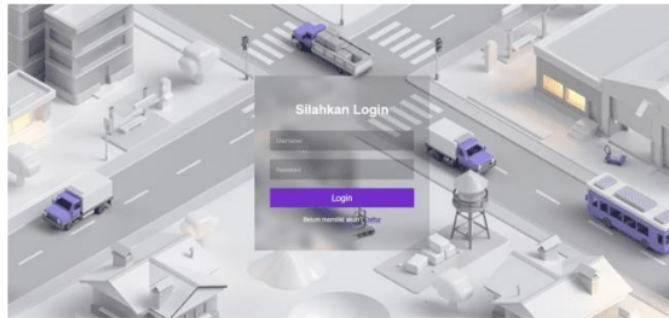 Silahkan Login
Username
Password
Login
Belum memiliki akun? Daftar